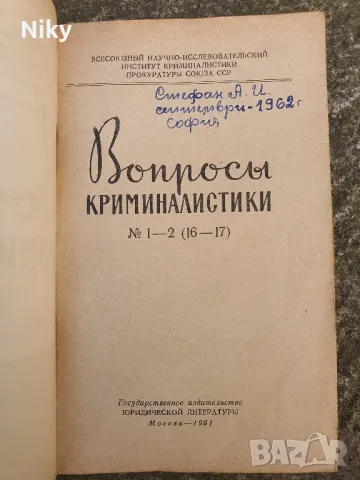 Niky
ВСЕСОЮЗНЫЙ НАУЧНО-ИССЛЕДОВАТЕЛЬСКИЙ
ИНСТИТУТ КРИМИНАЛИСТИКИ
ПРОКУРАТУРЫ СОЮЗА ССР
Стефан А. И.
септември-1962 г
София
Вопросы
КРИМИНАЛИСТИКИ
№ 1—2 (16—17)
Государственное издательство
ЮРИДИЧЕСКОЙ ЛИТЕРАТУРЫ
Москва—1961
BAZAR